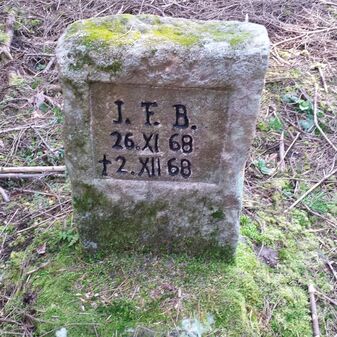 J. F. B.
26. XI 68
† 2. XII 68